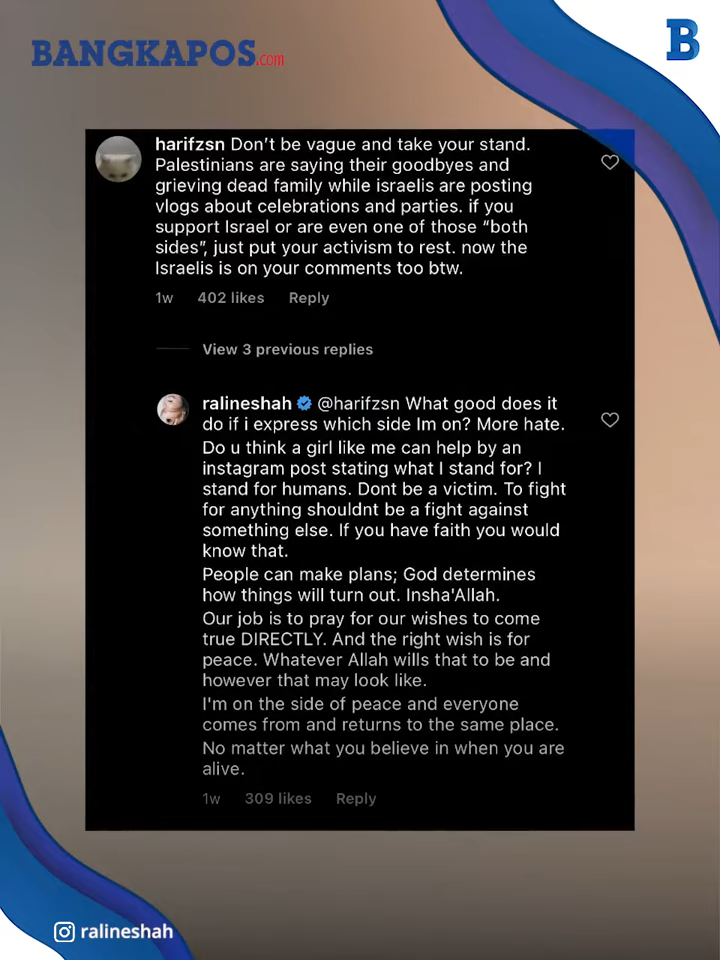 BANGKAPOS.com
B
harifzsn Don't be vague and take your stand.
Palestinians are saying their goodbyes and
grieving dead family while israelis are posting
vlogs about celebrations and parties. if you
support Israel or are even one of those “both
sides”, just put your activism to rest. now the
Israelis is on your comments too btw.
1w 402 likes Reply
View 3 previous replies
ralineshah @harifzsn What good does it
do if i express which side Im on? More hate.
Do u think a girl like me can help by an
instagram post stating what I stand for? I
stand for humans. Dont be a victim. To fight
for anything shouldnt be a fight against
something else. If you have faith you would
know that.
People can make plans; God determines
how things will turn out. Insha'Allah.
Our job is to pray for our wishes to come
true DIRECTLY. And the right wish is for
peace. Whatever Allah wills that to be and
however that may look like.
I'm on the side of peace and everyone
comes from and returns to the same place.
No matter what you believe in when you are
alive.
1w 309 likes Reply
ralineshah